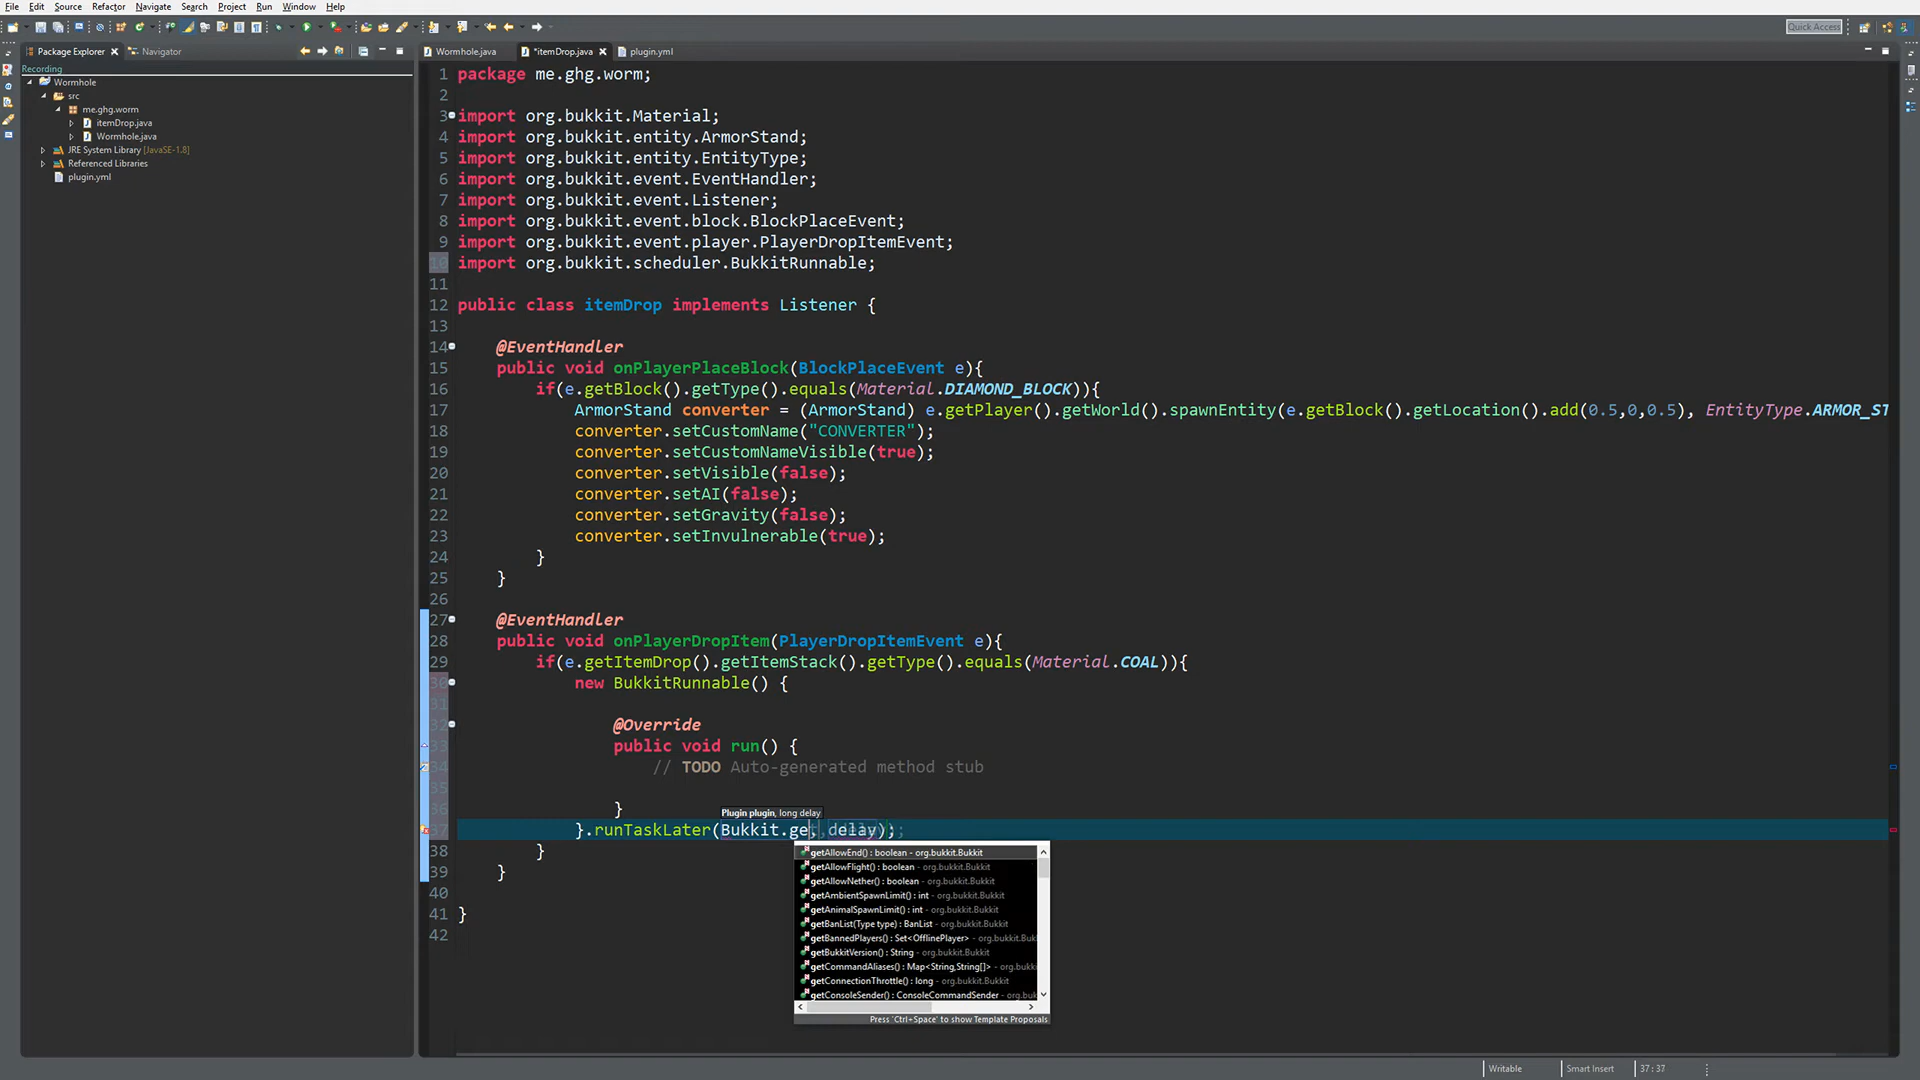 File Edit Source Refactor Navigate Search Project Run Window Help
Quick Access
Package Explorer Navigator
Recording
Wormhole
src
me.ghg.worm
itemDrop.java
Wormhole.java
JRE System Library [JavaSE-1.8]
Referenced Libraries
plugin.yml
Wormhole.java *itemDrop.java plugin.yml
1 package me.ghg.worm;
2
3 import org.bukkit.Material;
4 import org.bukkit.entity.ArmorStand;
5 import org.bukkit.entity.EntityType;
6 import org.bukkit.event.EventHandler;
7 import org.bukkit.event.Listener;
8 import org.bukkit.event.block.BlockPlaceEvent;
9 import org.bukkit.event.player.PlayerDropItemEvent;
10 import org.bukkit.scheduler.BukkitRunnable;
11
12 public class itemDrop implements Listener {
13
14 @EventHandler
15 public void onPlayerPlaceBlock(BlockPlaceEvent e){
16 if(e.getBlock().getType().equals(Material.DIAMOND_BLOCK)){
17 ArmorStand converter = (ArmorStand) e.getPlayer().getWorld().spawnEntity(e.getBlock().getLocation().add(0.5,0,0.5), EntityType.ARMOR_ST
18 converter.setCustomName("CONVERTER");
19 converter.setCustomNameVisible(true);
20 converter.setVisible(false);
21 converter.setAI(false);
22 converter.setGravity(false);
23 converter.setInvulnerable(true);
24 }
25 }
26
27 @EventHandler
28 public void onPlayerDropItem(PlayerDropItemEvent e){
29 if(e.getItemDrop().getItemStack().getType().equals(Material.COAL)){
30 new BukkitRunnable() {
31
32 @Override
33 public void run() {
34 // TODO Auto-generated method stub
35
36 }
Plugin plugin, long delay
37 }.runTaskLater(Bukkit.get, delay);
38 }
39 }
40
41 }
42
getAllowEnd() : boolean - org.bukkit.Bukkit
getAllowFlight() : boolean - org.bukkit.Bukkit
getAllowNether() : boolean - org.bukkit.Bukkit
getAmbientSpawnLimit() : int - org.bukkit.Bukkit
getAnimalSpawnLimit() : int - org.bukkit.Bukkit
getBanList(Type type) : BanList - org.bukkit.Bukkit
getBannedPlayers() : Set<OfflinePlayer> - org.bukkit.Bukk
getBukkitVersion() : String - org.bukkit.Bukkit
getCommandAliases() : Map<String,String[]> - org.bukki
getConnectionThrottle() : long - org.bukkit.Bukkit
getConsoleSender() : ConsoleCommandSender - org.buk
Press 'Ctrl+Space' to show Template Proposals
Writable Smart Insert 37 : 37